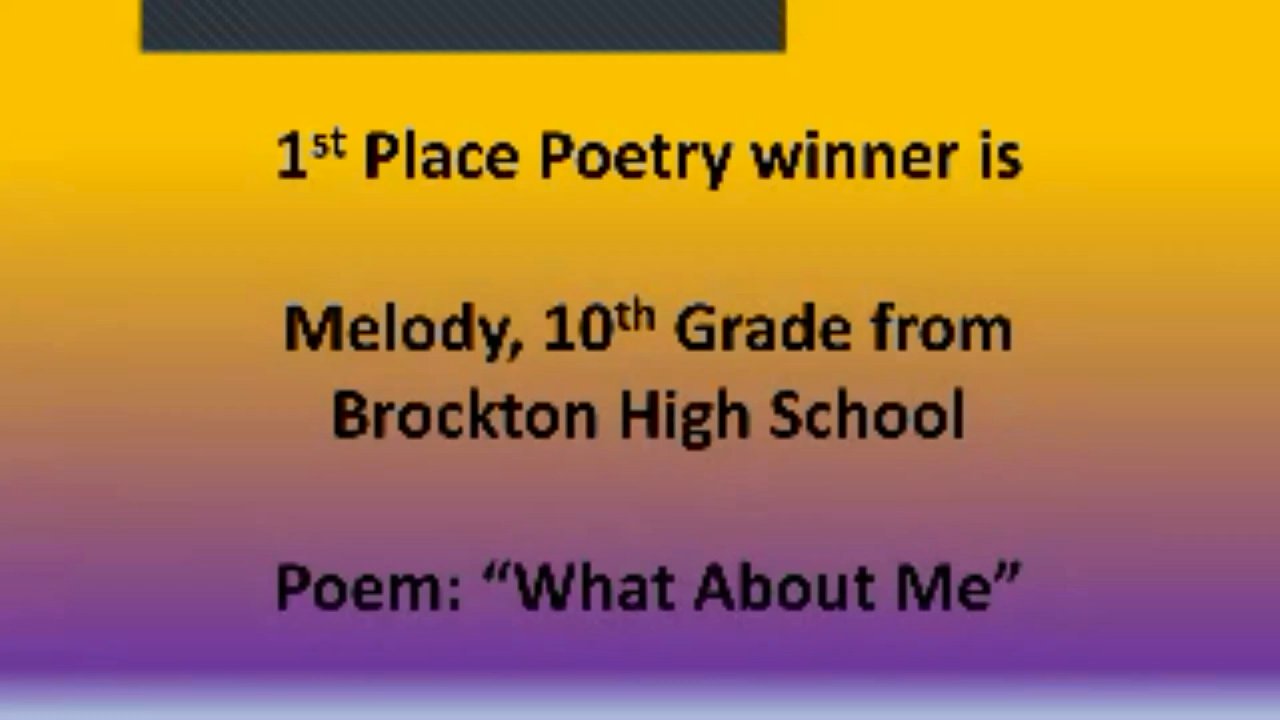 1st Place Poetry winner is
Melody, 10th Grade from
Brockton High School
Poem: “What About Me”